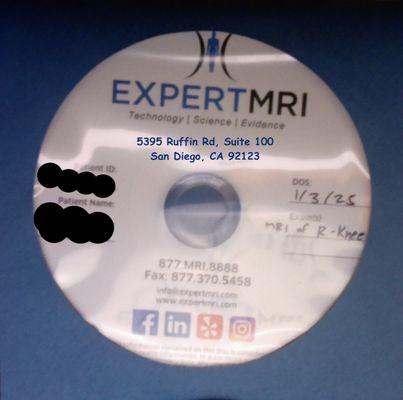 EXPERTMRI
Technology | Science | Evidence
5395 Ruffin Rd, Suite 100
San Diego, CA 92123
Patient ID:
Patient Name:
DOS:
1/3/25
MRI of R-Knee
877.MRI.8888
Fax: 877.370.5458
info@expertmri.com
www.expertmri.com